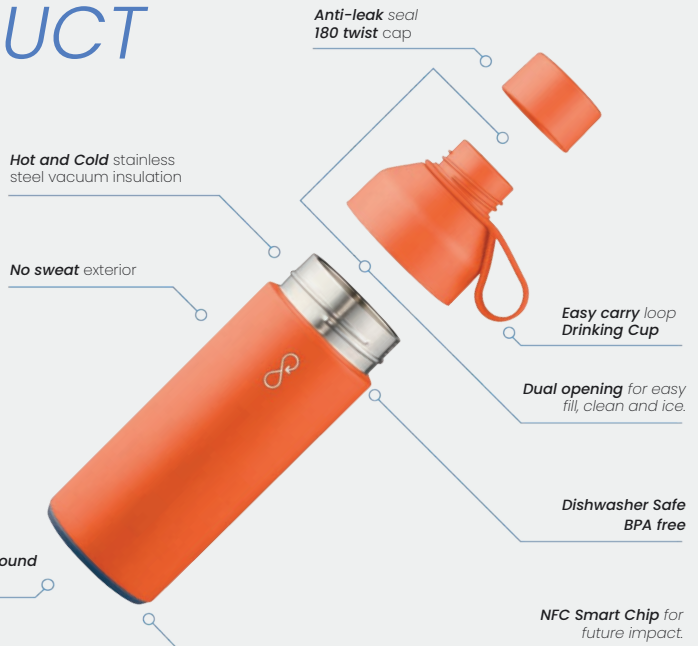 UCT
Anti-leak seal
180 twist cap
Hot and Cold stainless
steel vacuum insulation
No sweat exterior
Easy carry loop
Drinking Cup
Dual opening for easy
fill, clean and ice.
Dishwasher Safe
BPA free
ound
NFC Smart Chip for
future impact.